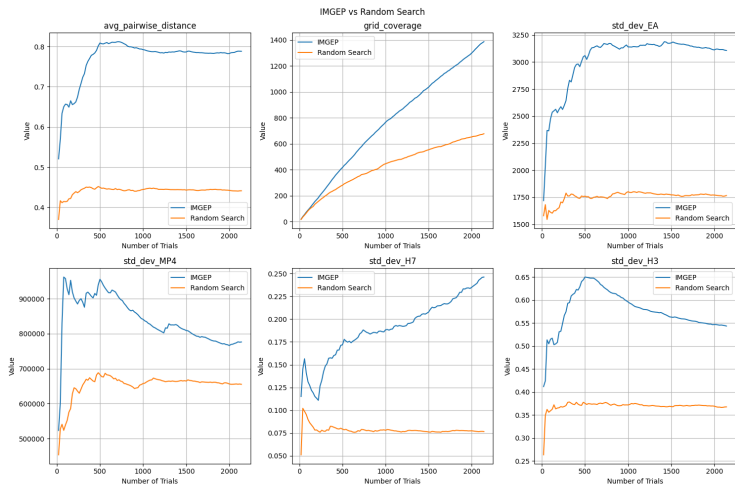 IMGEP vs Random Search
avg_pairwise_distance
grid_coverage
std_dev_EA
Value
0.8
0.7
0.6
0.5
0.4
0
500
1000
1500
2000
Number of Trials
IMGEP
Random Search
Value
1400
1200
1000
800
600
400
200
0
0
500
1000
1500
2000
Number of Trials
IMGEP
Random Search
Value
3250
3000
2750
2500
2250
2000
1750
1500
0
500
1000
1500
2000
Number of Trials
IMGEP
Random Search
std_dev_MP4
std_dev_H7
std_dev_H3
Value
900000
800000
700000
600000
500000
0
500
1000
1500
2000
Number of Trials
IMGEP
Random Search
Value
0.250
0.225
0.200
0.175
0.150
0.125
0.100
0.075
0.050
0
500
1000
1500
2000
Number of Trials
IMGEP
Random Search
Value
0.65
0.60
0.55
0.50
0.45
0.40
0.35
0.30
0.25
0
500
1000
1500
2000
Number of Trials
IMGEP
Random Search